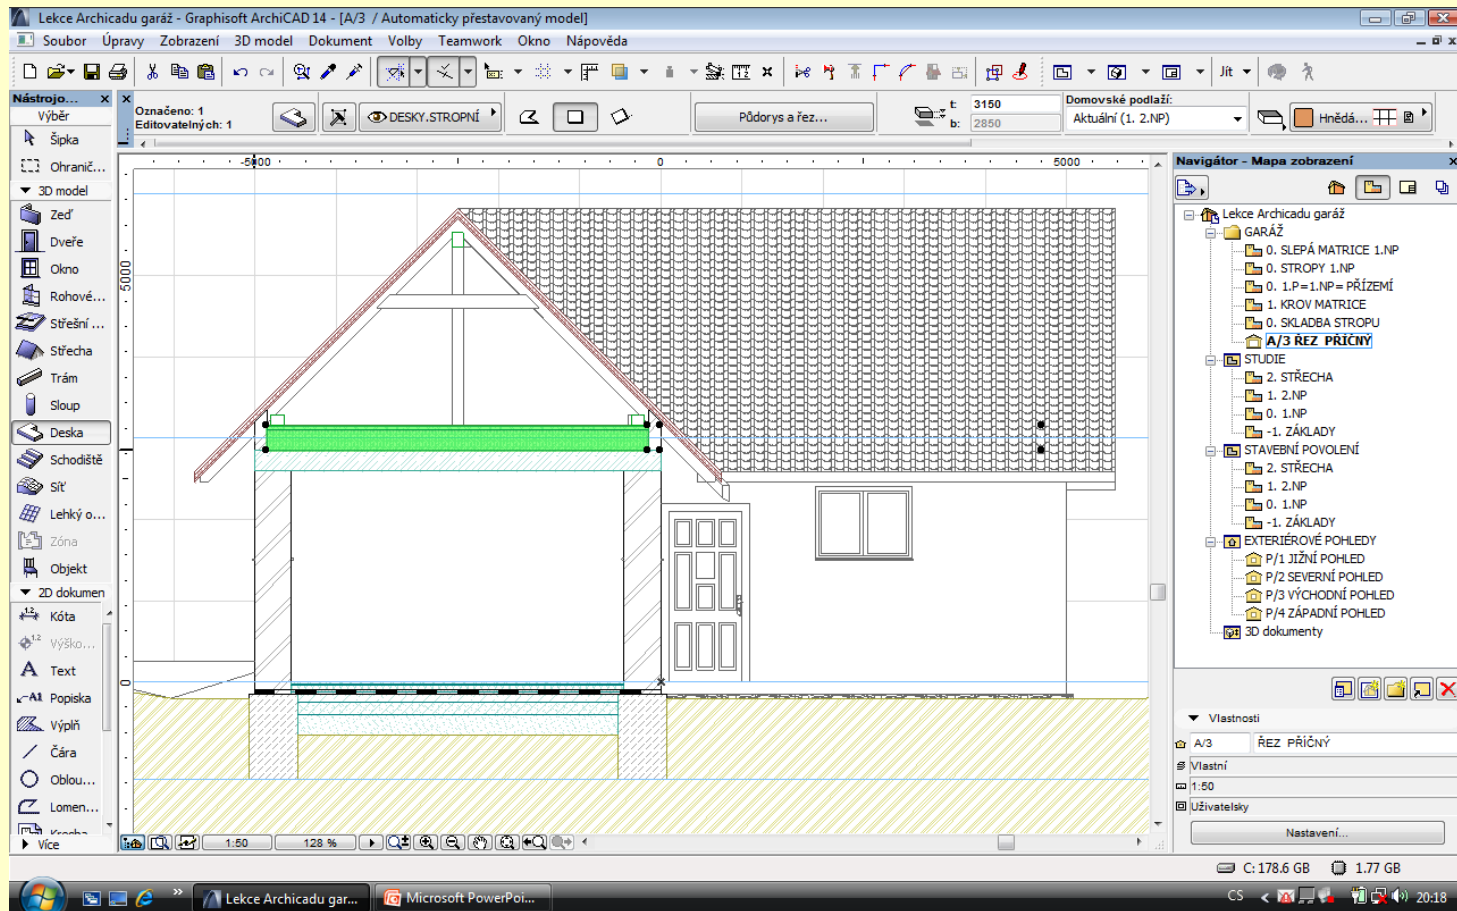 Lekce Archicadu garáž - Graphisoft ArchiCAD 14 - [A/3 / Automaticky přestavovaný model]
Soubor Úpravy Zobrazení 3D model Dokument Volby Teamwork Okno Nápověda
Jít
Nástrojo...
Výběr
Šipka
Ohranič...
3D model
Zeď
Dveře
Okno
Rohové...
Střešní ...
Střecha
Trám
Sloup
Deska
Schodiště
Síť
Lehký o...
Zóna
Objekt
2D dokumen
Kóta
Výško...
Text
Popiska
Výplň
Čára
Oblou...
Lomen...
Více
Označeno: 1
Editovatelných: 1
DESKY.STROPNÍ
Půdorys a řez...
t: 3150
b: 2850
Domovské podlaží:
Aktuální (1. 2.NP)
Hnědá...
-5000 0 5000
5000
0
1:50 128 %
Navigátor - Mapa zobrazení
Lekce Archicadu garáž
GARÁŽ
0. SLEPÁ MATRICE 1.NP
0. STROPY 1.NP
0. 1.P=1.NP= PŘÍZEMÍ
1. KROV MATRICE
0. SKLADBA STROPU
A/3 ŘEZ PŘÍČNÝ
STUDIE
2. STŘECHA
1. 2.NP
0. 1.NP
-1. ZÁKLADY
STAVEBNÍ POVOLENÍ
2. STŘECHA
1. 2.NP
0. 1.NP
-1. ZÁKLADY
EXTERIÉROVÉ POHLEDY
P/1 JIŽNÍ POHLED
P/2 SEVERNÍ POHLED
P/3 VÝCHODNÍ POHLED
P/4 ZÁPADNÍ POHLED
3D dokumenty
Vlastnosti
A/3 ŘEZ PŘÍČNÝ
Vlastní
1:50
Uživatelsky
Nastavení...
C: 178.6 GB 1.77 GB
Lekce Archicadu gar... Microsoft PowerPoi... CS 20:18